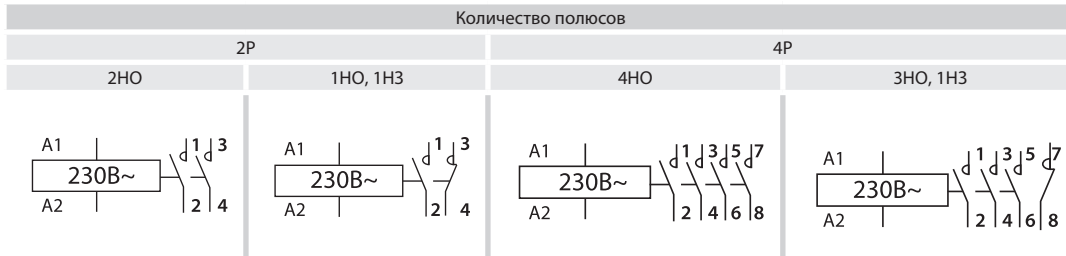 Количество полюсов
2P 4P
2НО 1НО, 1НЗ 4НО 3НО, 1НЗ
A1 1 3
230В~
A2 2 4
A1 1 3
230В~
A2 2 4
A1 1 3 5 7
230В~
A2 2 4 6 8
A1 1 3 5 7
230В~
A2 2 4 6 8